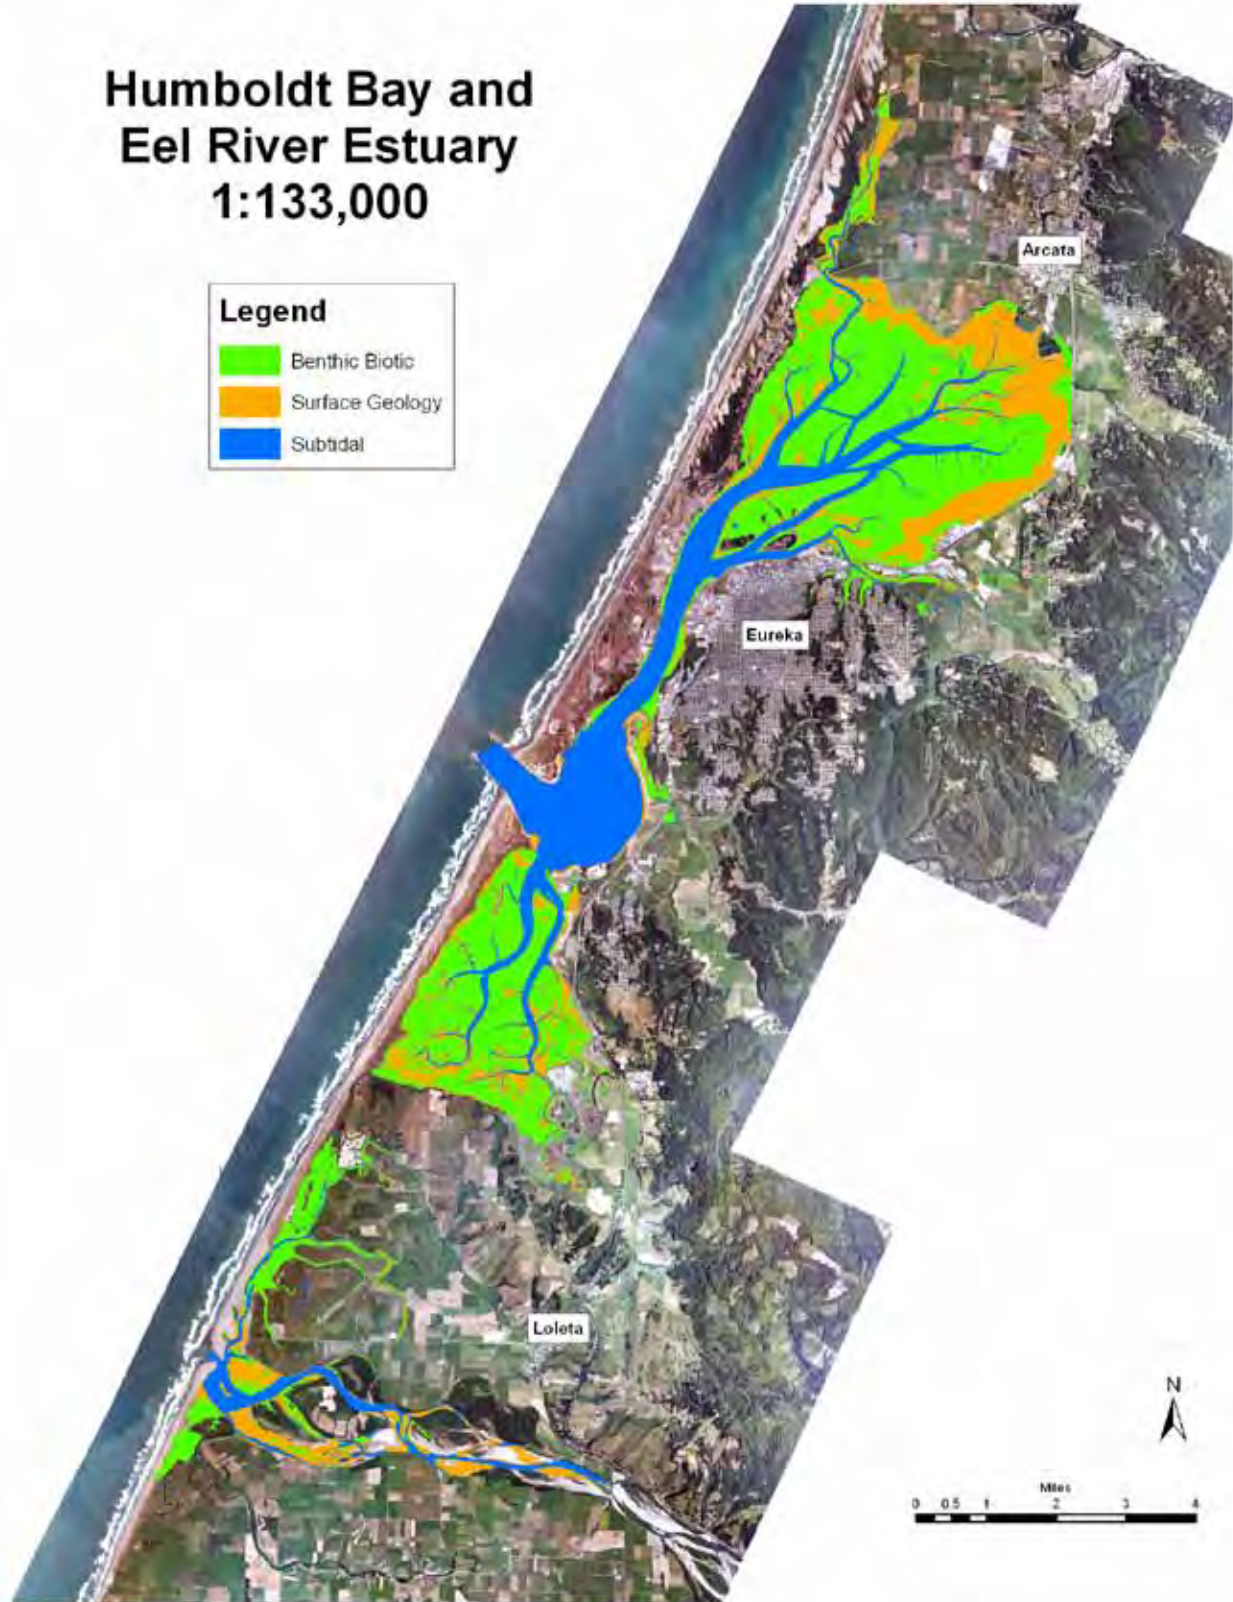 Humboldt Bay and
Eel River Estuary
1:133,000
Legend
Benthic Biotic
Surface Geology
Subtidal
Arcata
Eureka
Loleta
N
Miles
0 0.5 1 2 3 4